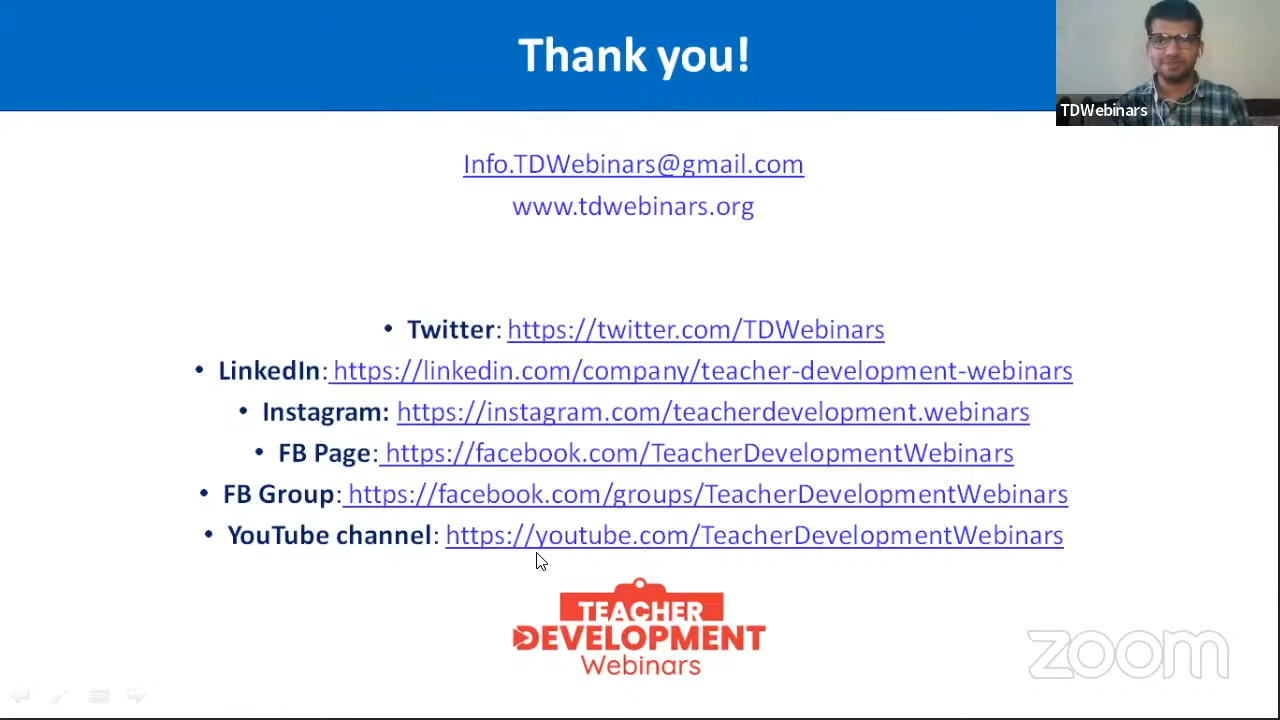 Thank you!
TDWebinars
Info.TDWebinars@gmail.com
www.tdwebinars.org
• Twitter: https://twitter.com/TDWebinars
• LinkedIn: https://linkedin.com/company/teacher-development-webinars
• Instagram: https://instagram.com/teacherdevelopment.webinars
• FB Page: https://facebook.com/TeacherDevelopmentWebinars
• FB Group: https://facebook.com/groups/TeacherDevelopmentWebinars
• YouTube channel: https://youtube.com/TeacherDevelopmentWebinars
TEACHER
DEVELOPMENT
Webinars
zoom